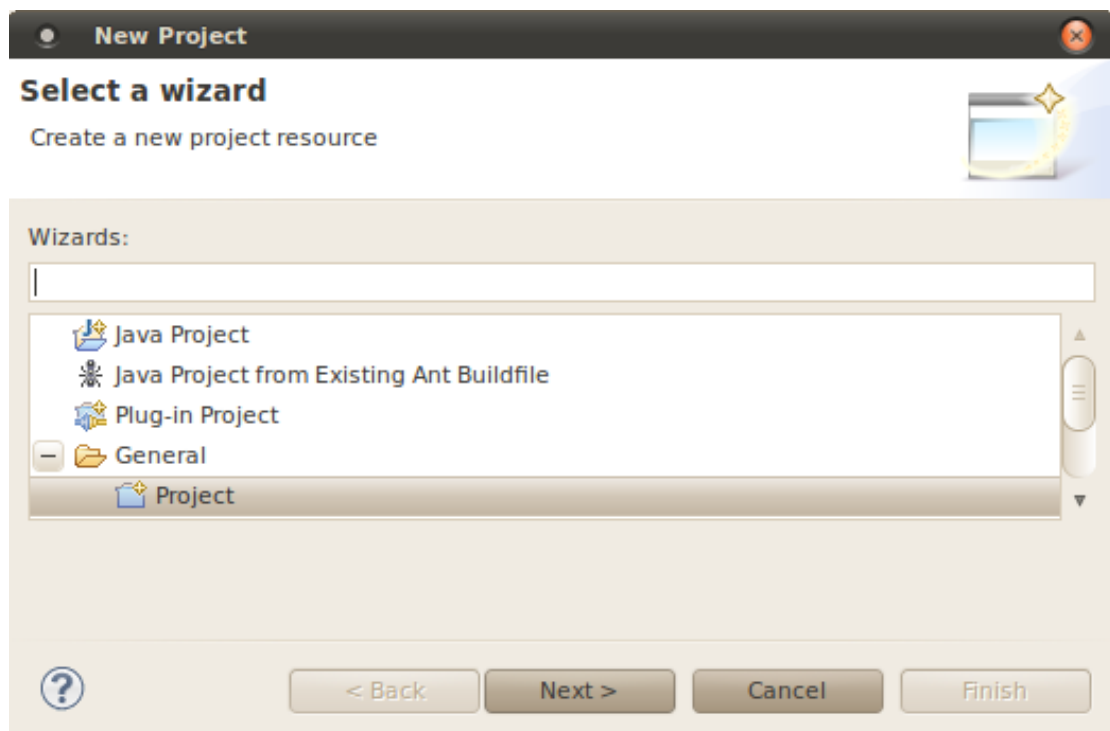 New Project
Select a wizard
Create a new project resource
Wizards:
Java Project
Java Project from Existing Ant Buildfile
Plug-in Project
General
Project
?
< Back
Next >
Cancel
Finish